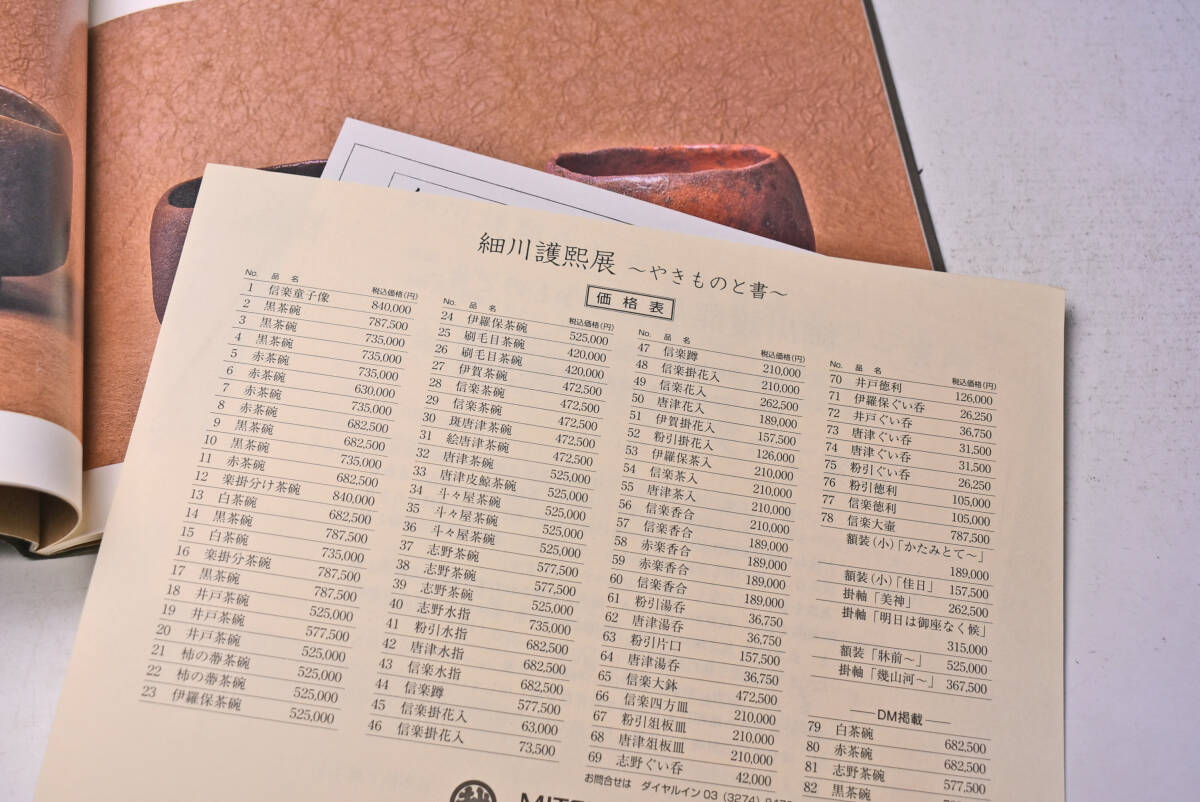 細川護熙展 ～やきものと書～
価格表
No. 品 名 税込価格(円)
1 信楽童子像 840,000
2 黒茶碗 787,500
3 黒茶碗 735,000
4 黒茶碗 735,000
5 赤茶碗 735,000
6 赤茶碗 630,000
7 赤茶碗 735,000
8 赤茶碗 682,500
9 黒茶碗 682,500
10 黒茶碗 735,000
11 赤茶碗 682,500
12 楽掛分け茶碗 840,000
13 白茶碗 682,500
14 黒茶碗 787,500
15 白茶碗 735,000
16 楽掛分茶碗 787,500
17 黒茶碗 787,500
18 井戸茶碗 525,000
19 井戸茶碗 577,500
20 井戸茶碗 525,000
21 柿の蔕茶碗 525,000
22 柿の蔕茶碗 525,000
23 伊羅保茶碗 525,000
No. 品 名 税込価格(円)
24 伊羅保茶碗 525,000
25 刷毛目茶碗 420,000
26 刷毛目茶碗 420,000
27 伊賀茶碗 472,500
28 信楽茶碗 472,500
29 信楽茶碗 472,500
30 斑唐津茶碗 472,500
31 絵唐津茶碗 472,500
32 唐津茶碗 525,000
33 唐津皮鯨茶碗 525,000
34 斗々屋茶碗 525,000
35 斗々屋茶碗 525,000
36 斗々屋茶碗 525,000
37 志野茶碗 577,500
38 志野茶碗 577,500
39 志野茶碗 525,000
40 志野水指 735,000
41 粉引水指 682,500
42 唐津水指 682,500
43 信楽水指 682,500
44 信楽蹲 577,500
45 信楽掛花入 63,000
46 信楽掛花入 73,500
No. 品 名 税込価格(円)
47 信楽蹲 210,000
48 信楽掛花入 210,000
49 信楽花入 262,500
50 唐津花入 189,000
51 伊賀掛花入 157,500
52 粉引掛花入 126,000
53 伊羅保茶入 210,000
54 信楽茶入 210,000
55 唐津茶入 210,000
56 信楽香合 210,000
57 信楽香合 189,000
58 赤楽香合 189,000
59 赤楽香合 189,000
60 信楽香合 189,000
61 粉引湯呑 36,750
62 唐津湯呑 36,750
63 粉引片口 157,500
64 唐津湯呑 36,750
65 信楽大鉢 472,500
66 信楽四方皿 210,000
67 粉引俎板皿 210,000
68 唐津俎板皿 210,000
69 志野ぐい呑 42,000
No. 品 名 税込価格(円)
70 井戸徳利 126,000
71 伊羅保ぐい呑 26,250
72 井戸ぐい呑 36,750
73 唐津ぐい呑 31,500
74 唐津ぐい呑 31,500
75 粉引ぐい呑 26,250
76 粉引徳利 105,000
77 信楽徳利 105,000
78 信楽大壺 787,500
額装(小)「かたみとて～」
189,000
額装(小)「佳日」 157,500
掛軸「美神」 262,500
掛軸「明日は御座なく候」
315,000
額装「牀前～」 525,000
掛軸「幾山河～」 367,500
DM掲載
79 白茶碗 682,500
80 赤茶碗 682,500
81 志野茶碗 577,500
82 黒茶碗
お問合せは ダイヤルイン 03 (3274)